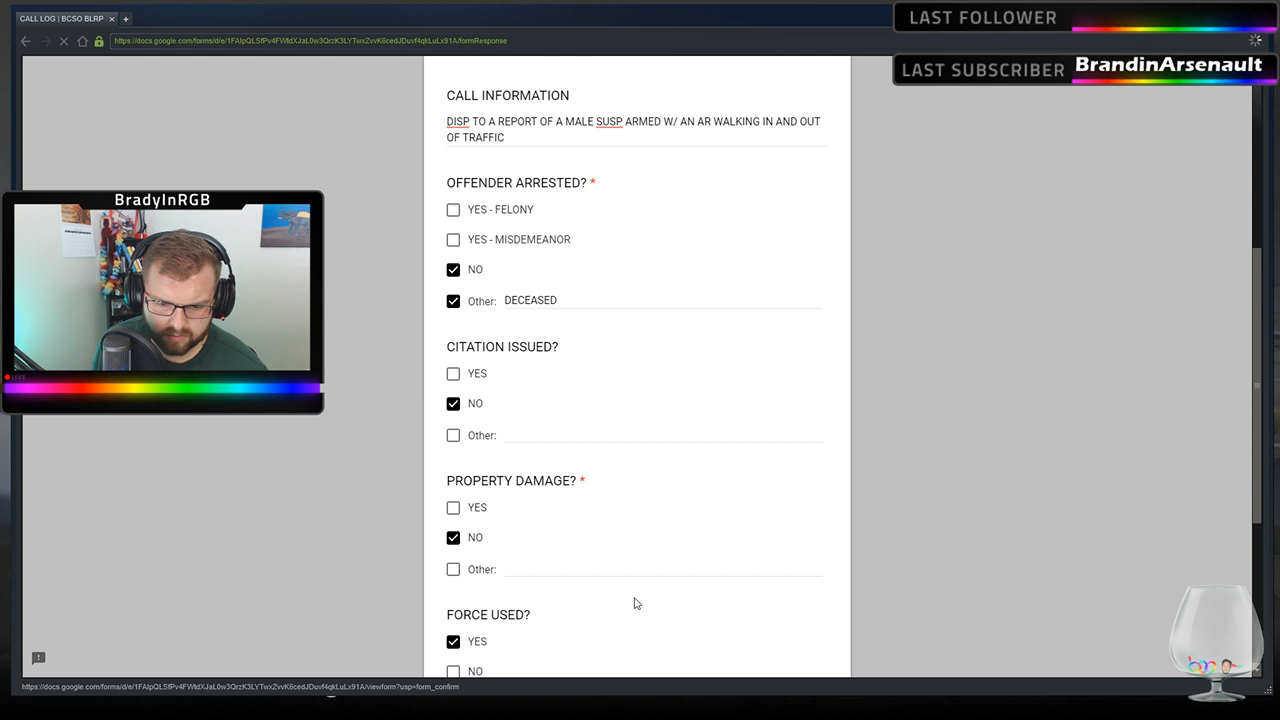 CALL LOG | BCSO BLRP
LAST FOLLOWER
https://docs.google.com/forms/d/e/1FAIpQLSfPv4FWtdXJaL0w3QrzK3LYTwxZvvK6cedJDuvf4qkLuLx91A/formResponse
LAST SUBSCRIBER BrandinArsenault
CALL INFORMATION
DISP TO A REPORT OF A MALE SUSP ARMED W/ AN AR WALKING IN AND OUT
OF TRAFFIC
OFFENDER ARRESTED? *
BradyInRGB
YES - FELONY
YES - MISDEMEANOR
NO
Other: DECEASED
CITATION ISSUED?
LIVE
YES
NO
Other:
PROPERTY DAMAGE? *
YES
NO
Other:
FORCE USED?
YES
NO
https://docs.google.com/forms/d/e/1FAIpQLSfPv4FWtdXJaL0w3QrzK3LYTwxZvvK6cedJDuvf4qkLuLx91A/viewform?usp=form_confirm